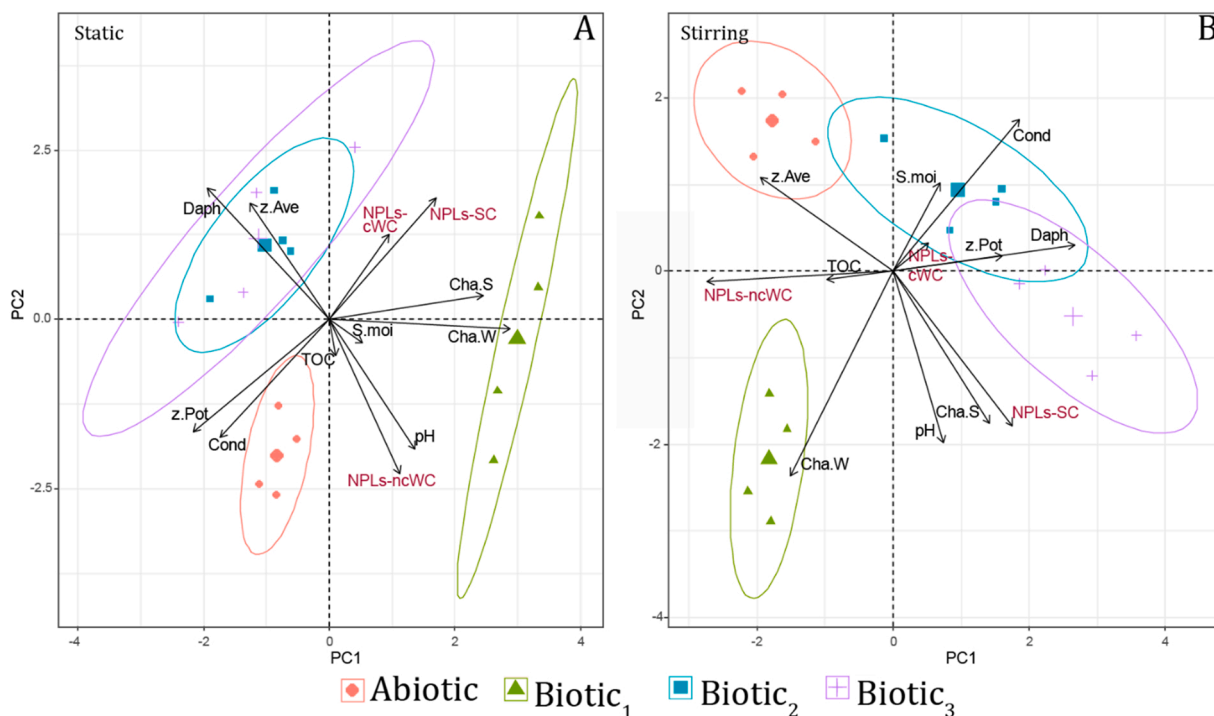 Static
A
Daph
z.Ave
NPLs-
cWC
NPLs-SC
Cha.S
S.moi
Cha.W
TOC
z.Pot
Cond
pH
NPLs-ncWC
2.5
0.0
-2.5
PC2
-4
-2
0
2
4
PC1
Stirring
B
Cond
S.moi
z.Ave
z.Pot
Daph
NPLs-
cWC
TOC
NPLs-ncWC
Cha.S
NPLs-SC
pH
Cha.W
2
0
-2
-4
PC2
-2
0
2
4
PC1
Abiotic
Biotic1
Biotic2
Biotic3